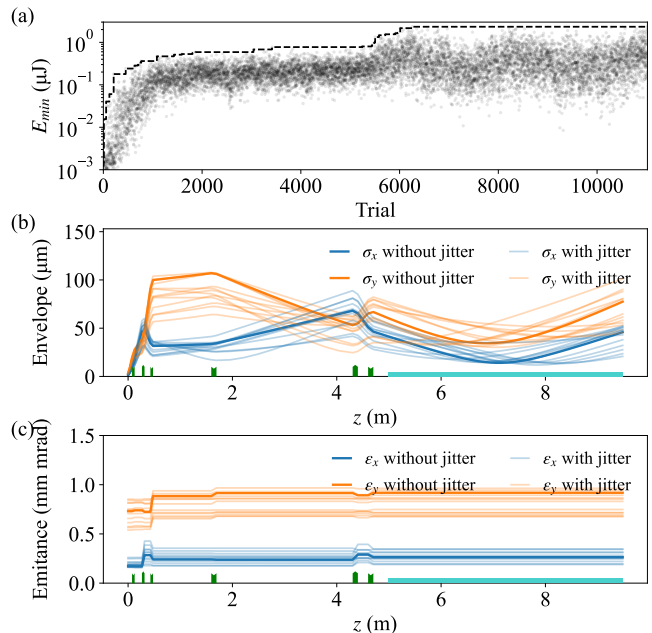 (a)
10⁰
10⁻¹
10⁻²
10⁻³
E_min (μJ)
0 2000 4000 6000 8000 10000
Trial
(b)
150
100
50
0
Envelope (μm)
σ_x without jitter σ_x with jitter
σ_y without jitter σ_y with jitter
0 2 4 6 8
z (m)
(c)
1.5
1.0
0.5
0.0
Emitance (mm mrad)
ε_x without jitter ε_x with jitter
ε_y without jitter ε_y with jitter
0 2 4 6 8
z (m)